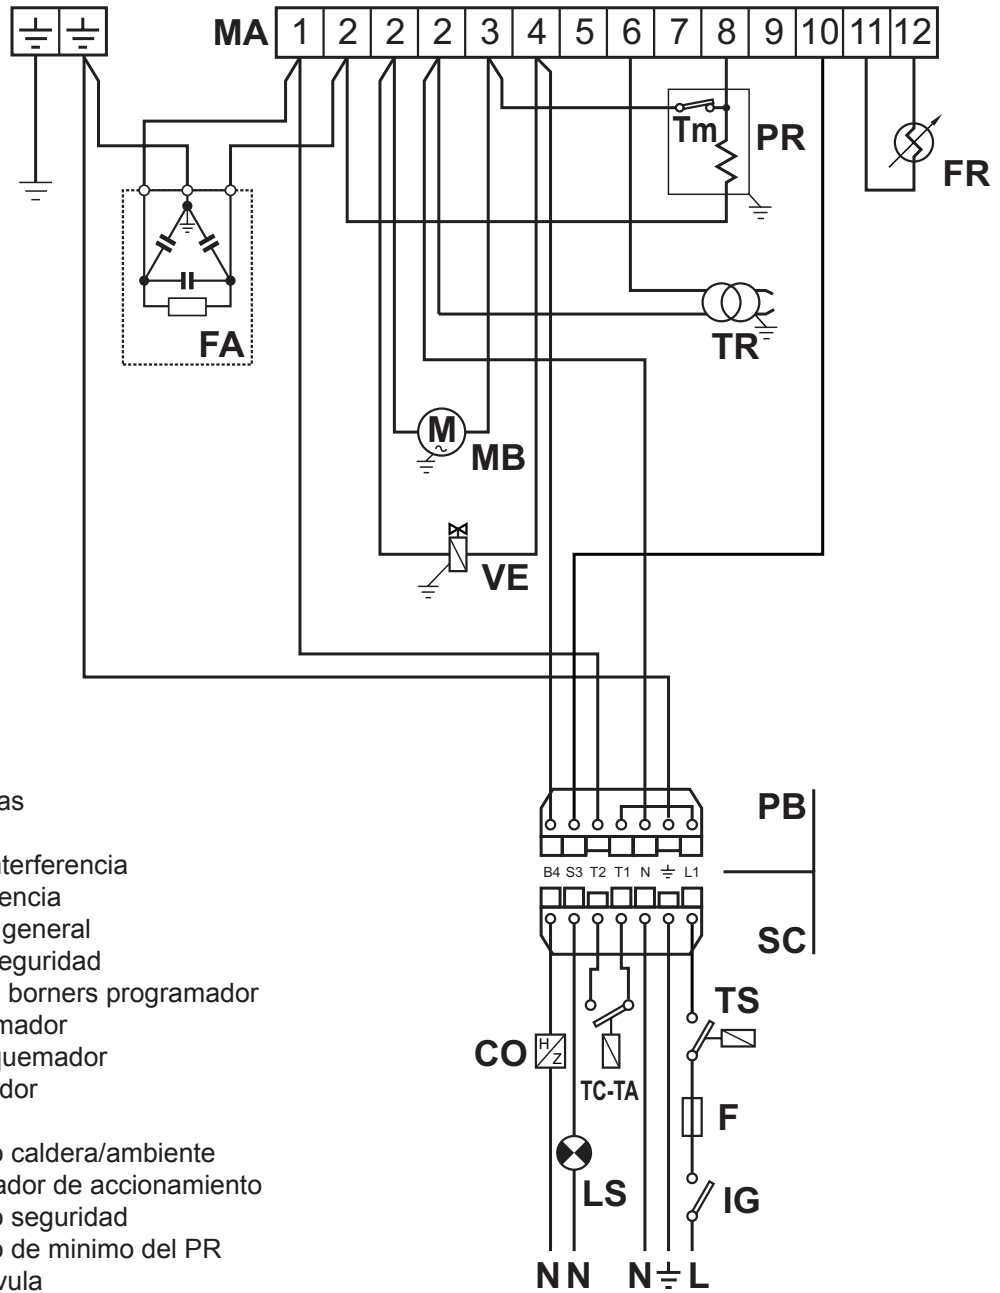 MA 1 2 2 2 3 4 5 6 7 8 9 10 11 12
Tm
PR
FR
FA
TR
M
MB
VE
PB
B4 S3 T2 T1 N L1
SC
TS
CO
H
Z
TC-TA
F
LS
IG
N N N L
nterferencia
encia
general
eguridad
borners programador
mador
quemador
dor
o caldera/ambiente
ador de accionamiento
o seguridad
o de minimo del PR
vula